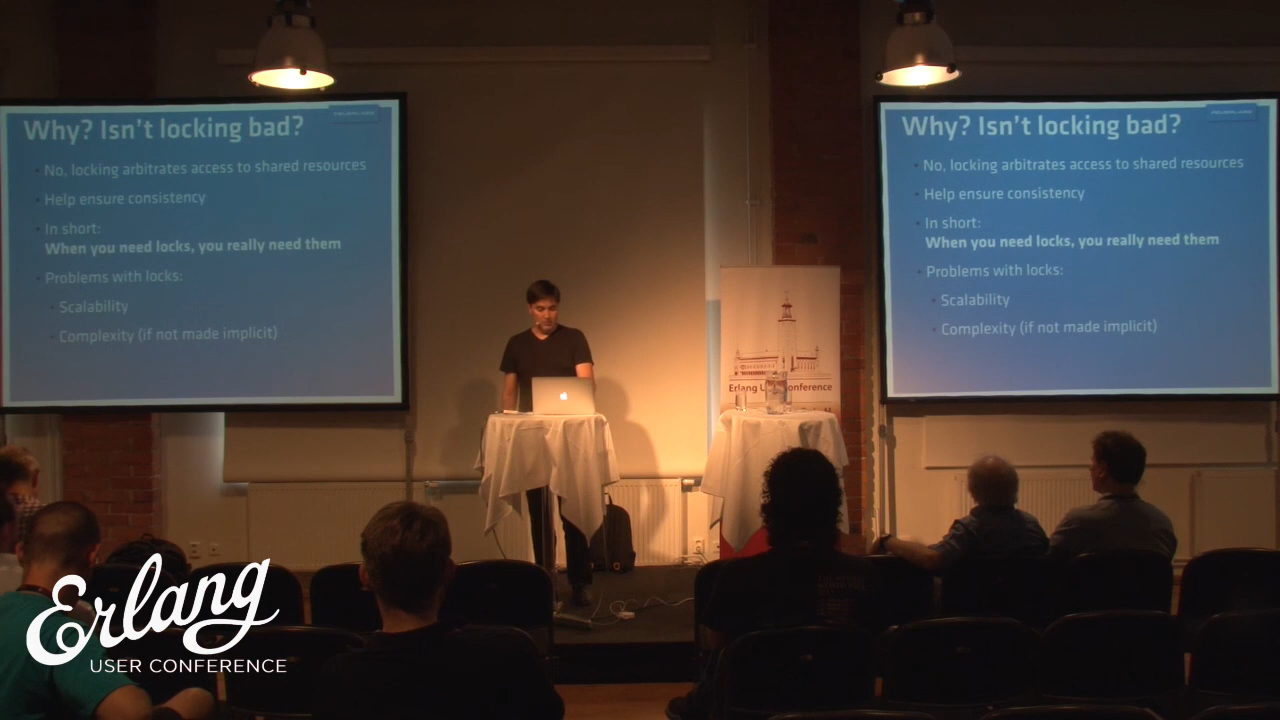 Why? Isn't locking bad?
• No, locking arbitrates access to shared resources
• Help ensure consistency
• In short:
When you need locks, you really need them
• Problems with locks:
• Scalability
• Complexity (if not made implicit)
Why? Isn't locking bad?
• No, locking arbitrates access to shared resources
• Help ensure consistency
• In short:
When you need locks, you really need them
• Problems with locks:
• Scalability
• Complexity (if not made implicit)
Erlang Conference
Erlang
USER CONFERENCE